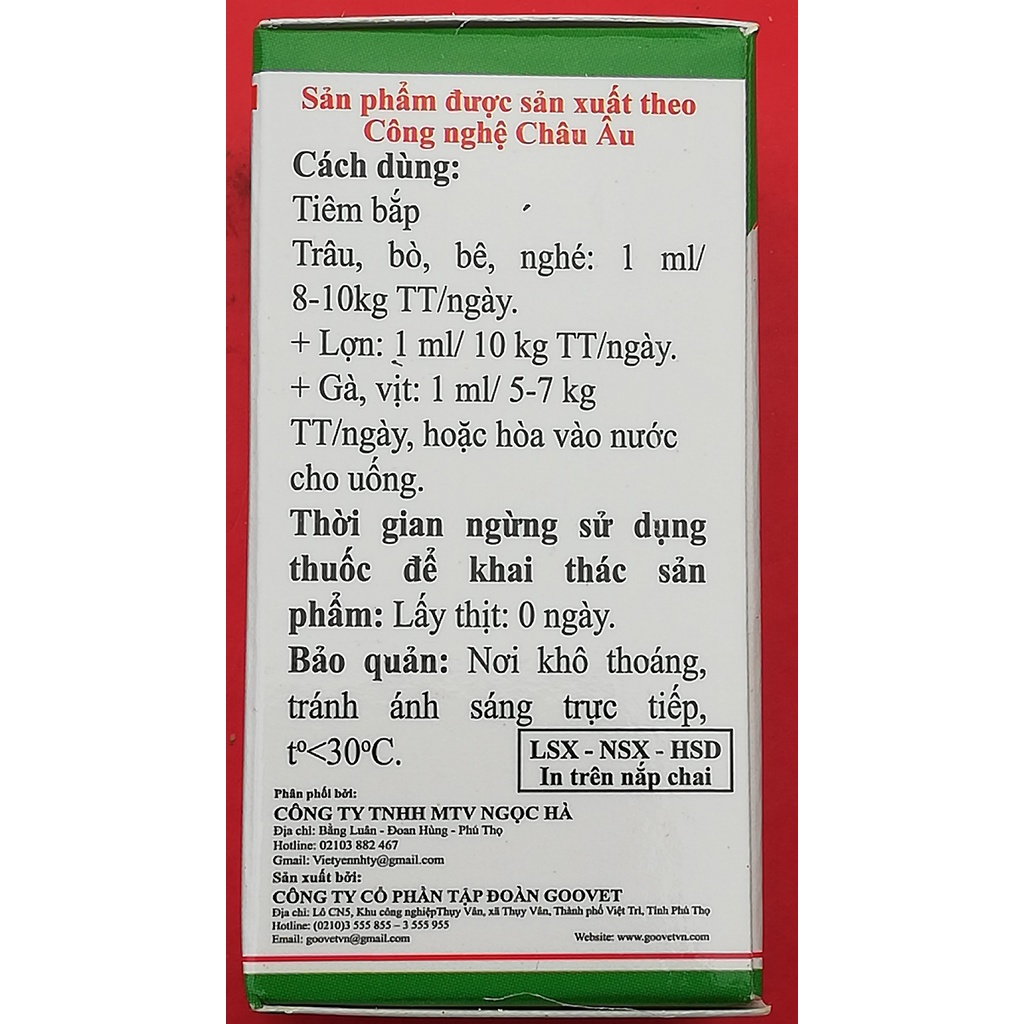 Sản phẩm được sản xuất theo
Công nghệ Châu Âu
Cách dùng:
Tiêm bắp
Trâu, bò, bê, nghé: 1 ml/
8-10kg TT/ngày.
+ Lợn: 1 ml/ 10 kg TT/ngày.
+ Gà, vịt: 1 ml/ 5-7 kg
TT/ngày, hoặc hòa vào nước
cho uống.
Thời gian ngừng sử dụng
thuốc để khai thác sản
phẩm: Lấy thịt: 0 ngày.
Bảo quản: Nơi khô thoáng,
tránh ánh sáng trực tiếp,
tº<30ºC.
LSX - NSX - HSD
In trên nắp chai
Phân phối bởi:
CÔNG TY TNHH MTV NGỌC HÀ
Địa chỉ: Bằng Luân - Đoan Hùng - Phú Thọ
Hotline: 02103 882 467
Gmail: Vietyennhty@gmail.com
Sản xuất bởi:
CÔNG TY CỔ PHẦN TẬP ĐOÀN GOOVET
Địa chỉ: Lô CN5, Khu công nghiệpThụy Vân, xã Thụy Vân, Thành phố Việt Trì, Tỉnh Phú Thọ
Hotline: (0210)3 555 855 – 3 555 955
Email: goovetvn@gmail.com Website: www.goovetvn.com